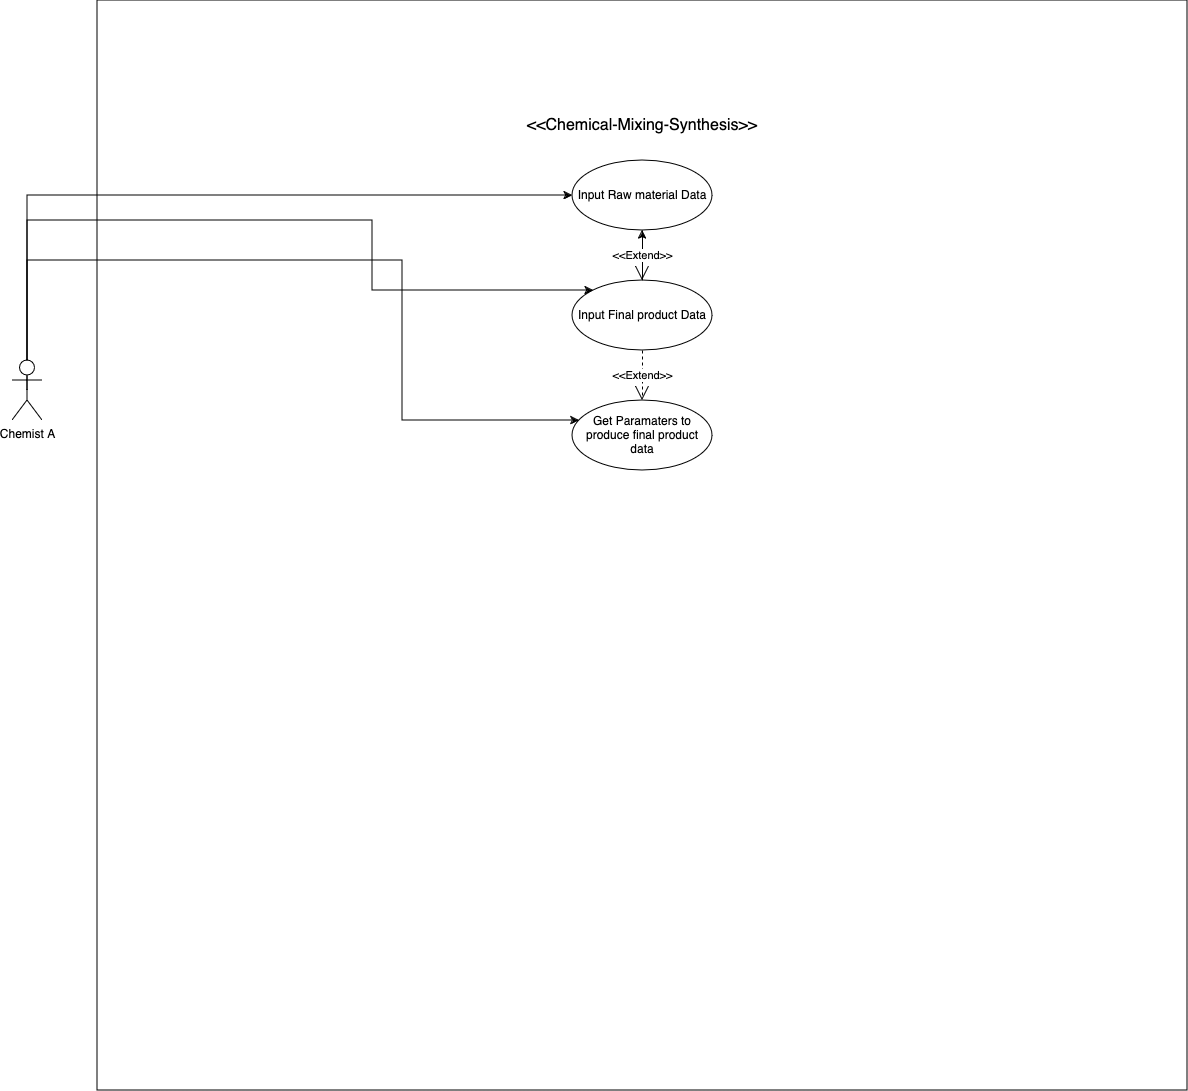 <<Chemical-Mixing-Synthesis>>
Input Raw material Data
<<Extend>>
Input Final product Data
<<Extend>>
Get Paramaters to
produce final product
data
Chemist A